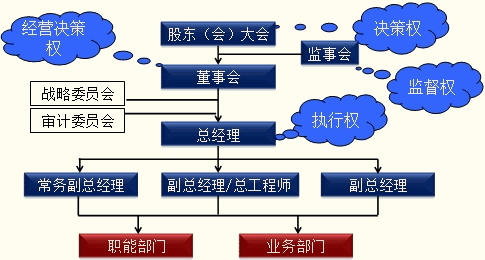 经营决策
权
股东（会）大会
决策权
监事会
董事会
监督权
战略委员会
审计委员会
执行权
总经理
常务副总经理
副总经理/总工程师
副总经理
职能部门
业务部门